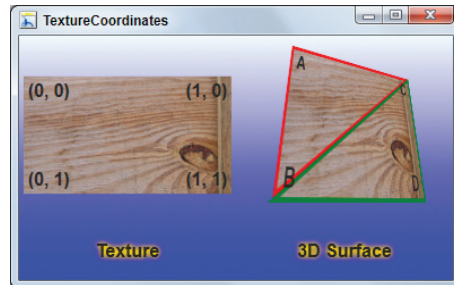 TextureCoordinates
(0, 0) (1, 0)
(0, 1) (1, 1)
A
C
B
D
Texture
3D Surface